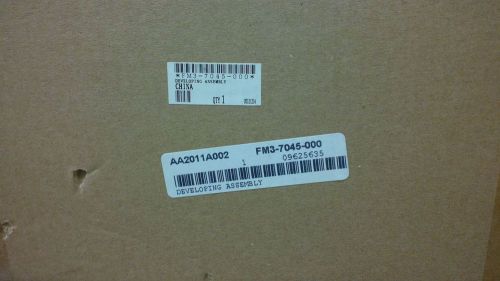 *FM3-7045-000*
DEVELOPING ASSEMBLY
CHINA
QTY 1
AA2011A002 FM3-7045-000
1 09625635
DEVELOPING ASSEMBLY